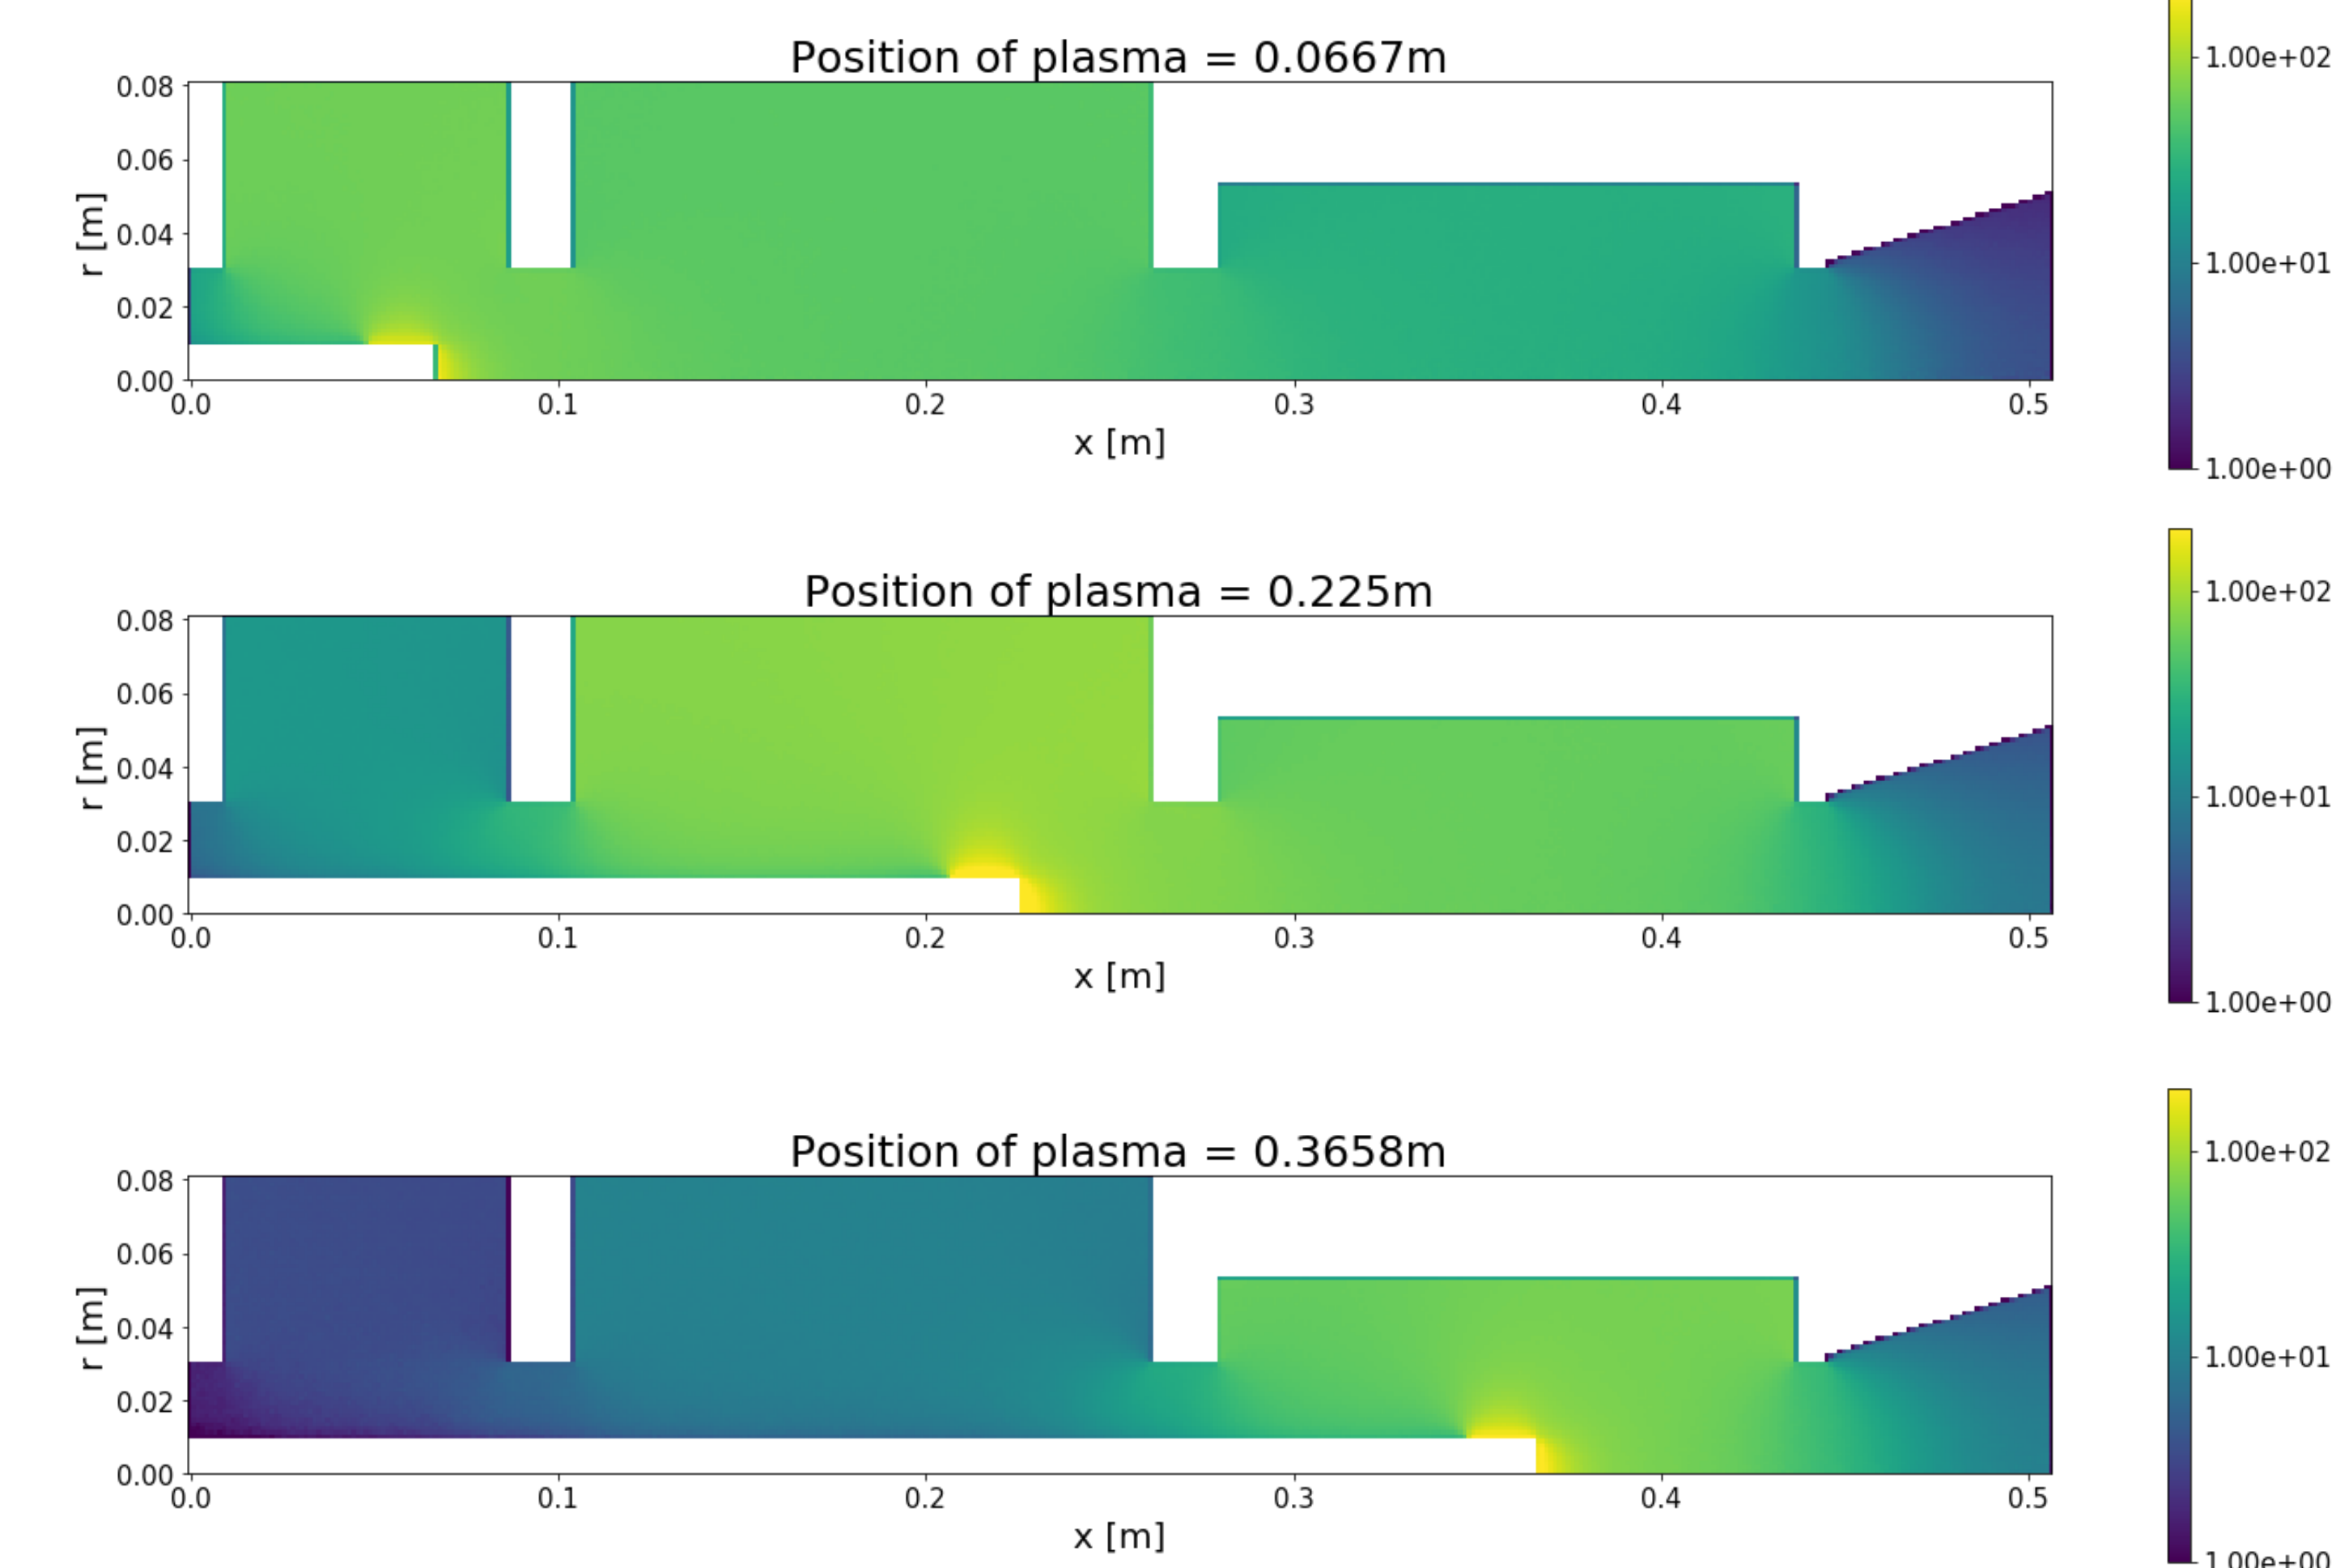 Position of plasma = 0.0667m
1.00e+02
0.08
0.06
r [m]
0.04
1.00e+01
0.02
0.00
0.0 0.1 0.2 0.3 0.4 0.5
x [m]
1.00e+00
Position of plasma = 0.225m
1.00e+02
0.08
0.06
r [m]
0.04
1.00e+01
0.02
0.00
0.0 0.1 0.2 0.3 0.4 0.5
x [m]
1.00e+00
Position of plasma = 0.3658m
1.00e+02
0.08
0.06
r [m]
0.04
1.00e+01
0.02
0.00
0.0 0.1 0.2 0.3 0.4 0.5
x [m]
1.00e+00